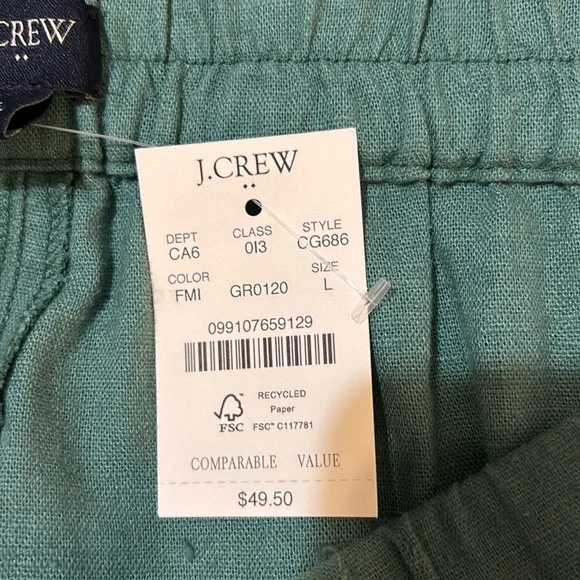 CREW
J.CREW
DEPT CLASS STYLE
CA6 013 CG686
COLOR SIZE
FMI GR0120 L
099107659129
RECYCLED
Paper
FSC FSC™ C117781
COMPARABLE VALUE
$49.50